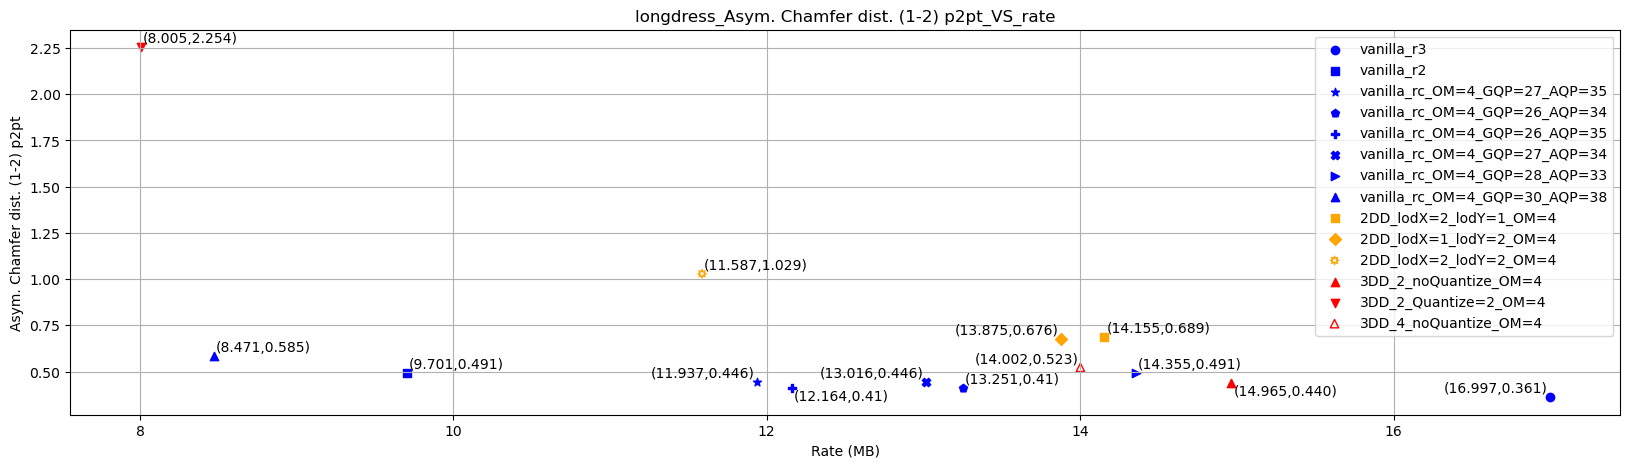 longdress_Asym. Chamfer dist. (1-2) p2pt_VS_rate
Asym. Chamfer dist. (1-2) p2pt
2.25
2.00
1.75
1.50
1.25
1.00
0.75
0.50
(8.005,2.254)
(11.587,1.029)
(13.875,0.676)
(14.155,0.689)
(8.471,0.585)
(9.701,0.491)
(11.937,0.446)
(12.164,0.41)
(13.016,0.446)
(13.251,0.41)
(14.002,0.523)
(14.355,0.491)
(14.965,0.440)
(16.997,0.361)
vanilla_r3
vanilla_r2
vanilla_rc_OM=4_GQP=27_AQP=35
vanilla_rc_OM=4_GQP=26_AQP=34
vanilla_rc_OM=4_GQP=26_AQP=35
vanilla_rc_OM=4_GQP=27_AQP=34
vanilla_rc_OM=4_GQP=28_AQP=33
vanilla_rc_OM=4_GQP=30_AQP=38
2DD_lodX=2_lodY=1_OM=4
2DD_lodX=1_lodY=2_OM=4
2DD_lodX=2_lodY=2_OM=4
3DD_2_noQuantize_OM=4
3DD_2_Quantize=2_OM=4
3DD_4_noQuantize_OM=4
8
10
12
14
16
Rate (MB)